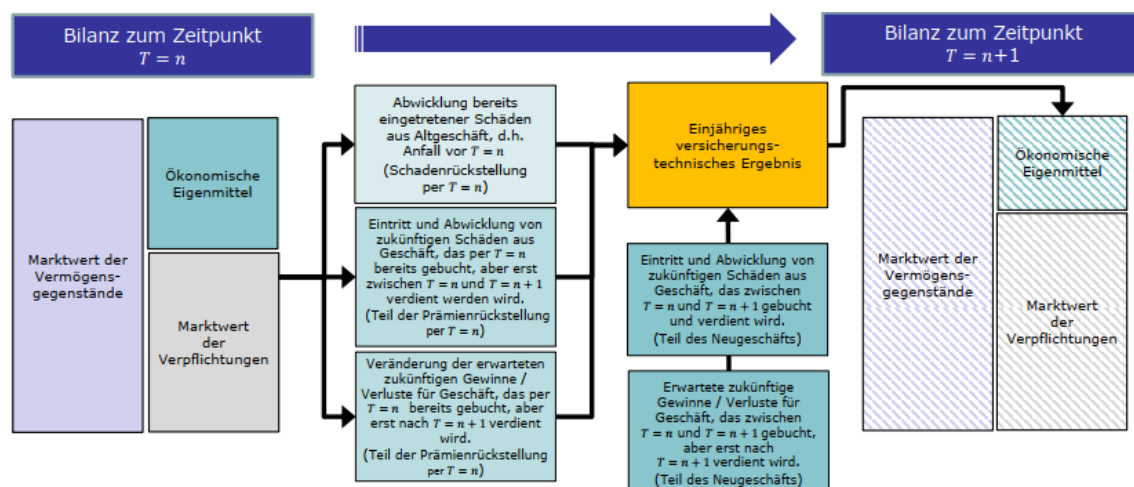 Bilanz zum Zeitpunkt
T = n
Bilanz zum Zeitpunkt
T = n+1
Marktwert der
Vermögens-
gegenstände
Ökonomische
Eigenmittel
Marktwert
der
Verpflichtungen
Abwicklung bereits
eingetretener Schäden
aus Altgeschäft, d.h.
Anfall vor T = n
(Schadenrückstellung
per T = n)
Eintritt und Abwicklung von
zukünftigen Schäden aus
Geschäft, das per T = n
bereits gebucht, aber erst
zwischen T = n und T = n + 1
verdient werden wird.
(Teil der Prämienrückstellung
per T = n)
Veränderung der erwarteten
zukünftigen Gewinne /
Verluste für Geschäft, das per
T = n bereits gebucht, aber
erst nach T = n + 1 verdient
wird.
(Teil der Prämienrückstellung
per T = n)
Einjähriges
versicherungs-
technisches Ergebnis
Eintritt und Abwicklung von
zukünftigen Schäden aus
Geschäft, das zwischen
T = n und T = n + 1 gebucht
und verdient wird.
(Teil des Neugeschäfts)
Erwartete zukünftige
Gewinne / Verluste für
Geschäft, das zwischen
T = n und T = n + 1 gebucht,
aber erst nach
T = n + 1 verdient wird.
(Teil des Neugeschäfts)
Marktwert der
Vermögens-
gegenstände
Ökonomische
Eigenmittel
Marktwert
der
Verpflichtungen